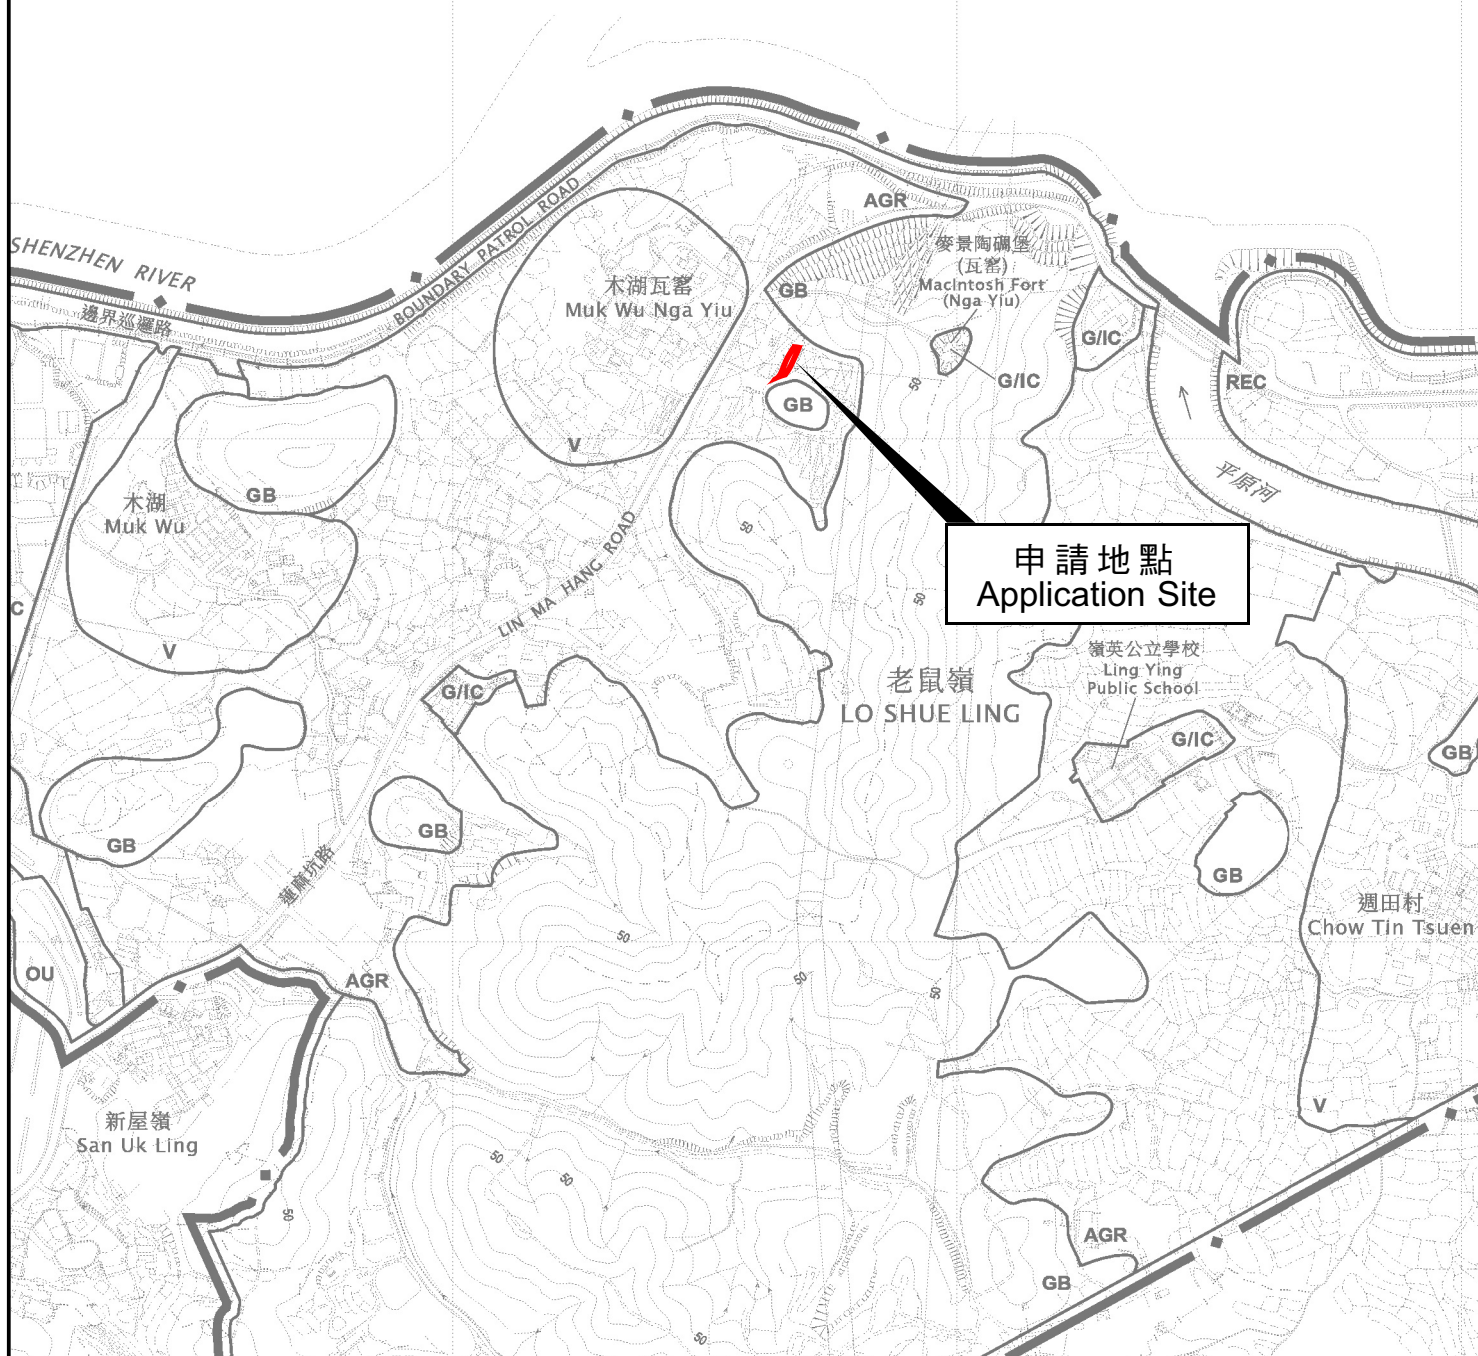 AGR
麥景陶碉堡
(瓦窰)
MacIntosh Fort
(Nga Yiu)
SHENZHEN RIVER
BOUNDARY PATROL ROAD
邊界巡邏路
木湖瓦窰
Muk Wu Nga Yiu
GB
G/IC
G/IC
REC
GB
50
V
GB
平原河
木湖
Muk Wu
50
申請地點
Application Site
LIN MA HANG ROAD
50
C
V
嶺英公立學校
Ling Ying
Public School
老鼠嶺
LO SHUE LING
G/IC
G/IC
GB
GB
GB
GB
蓮麻坑路
週田村
Chow Tin Tsuen
50
OU
AGR
50
50
新屋嶺
San Uk Ling
V
50
50
50
AGR
GB
50